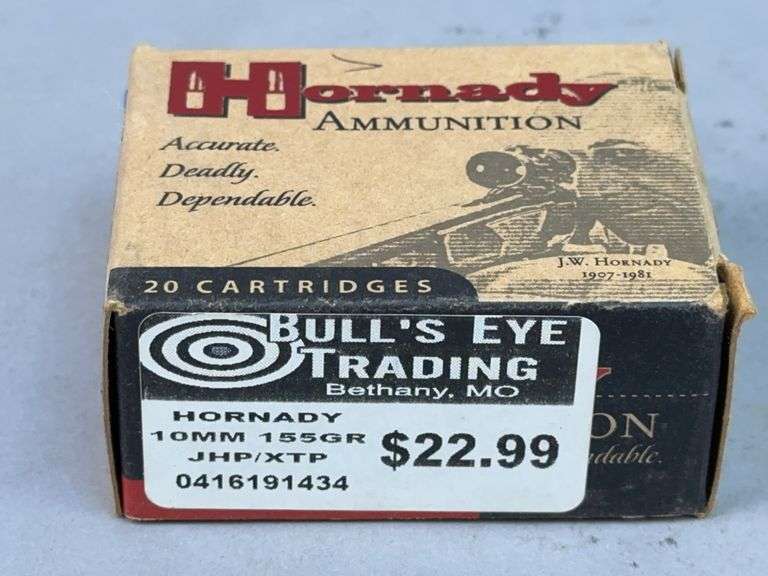 Hornady
AMMUNITION
Accurate.
Deadly.
Dependable.
J.W. HORNADY
1907-1981
20 CARTRIDGES
BULL'S EYE
TRADING
Bethany, MO
HORNADY
10MM 155GR
JHP/XTP
0416191434
$22.99
Y
ON
ndable.